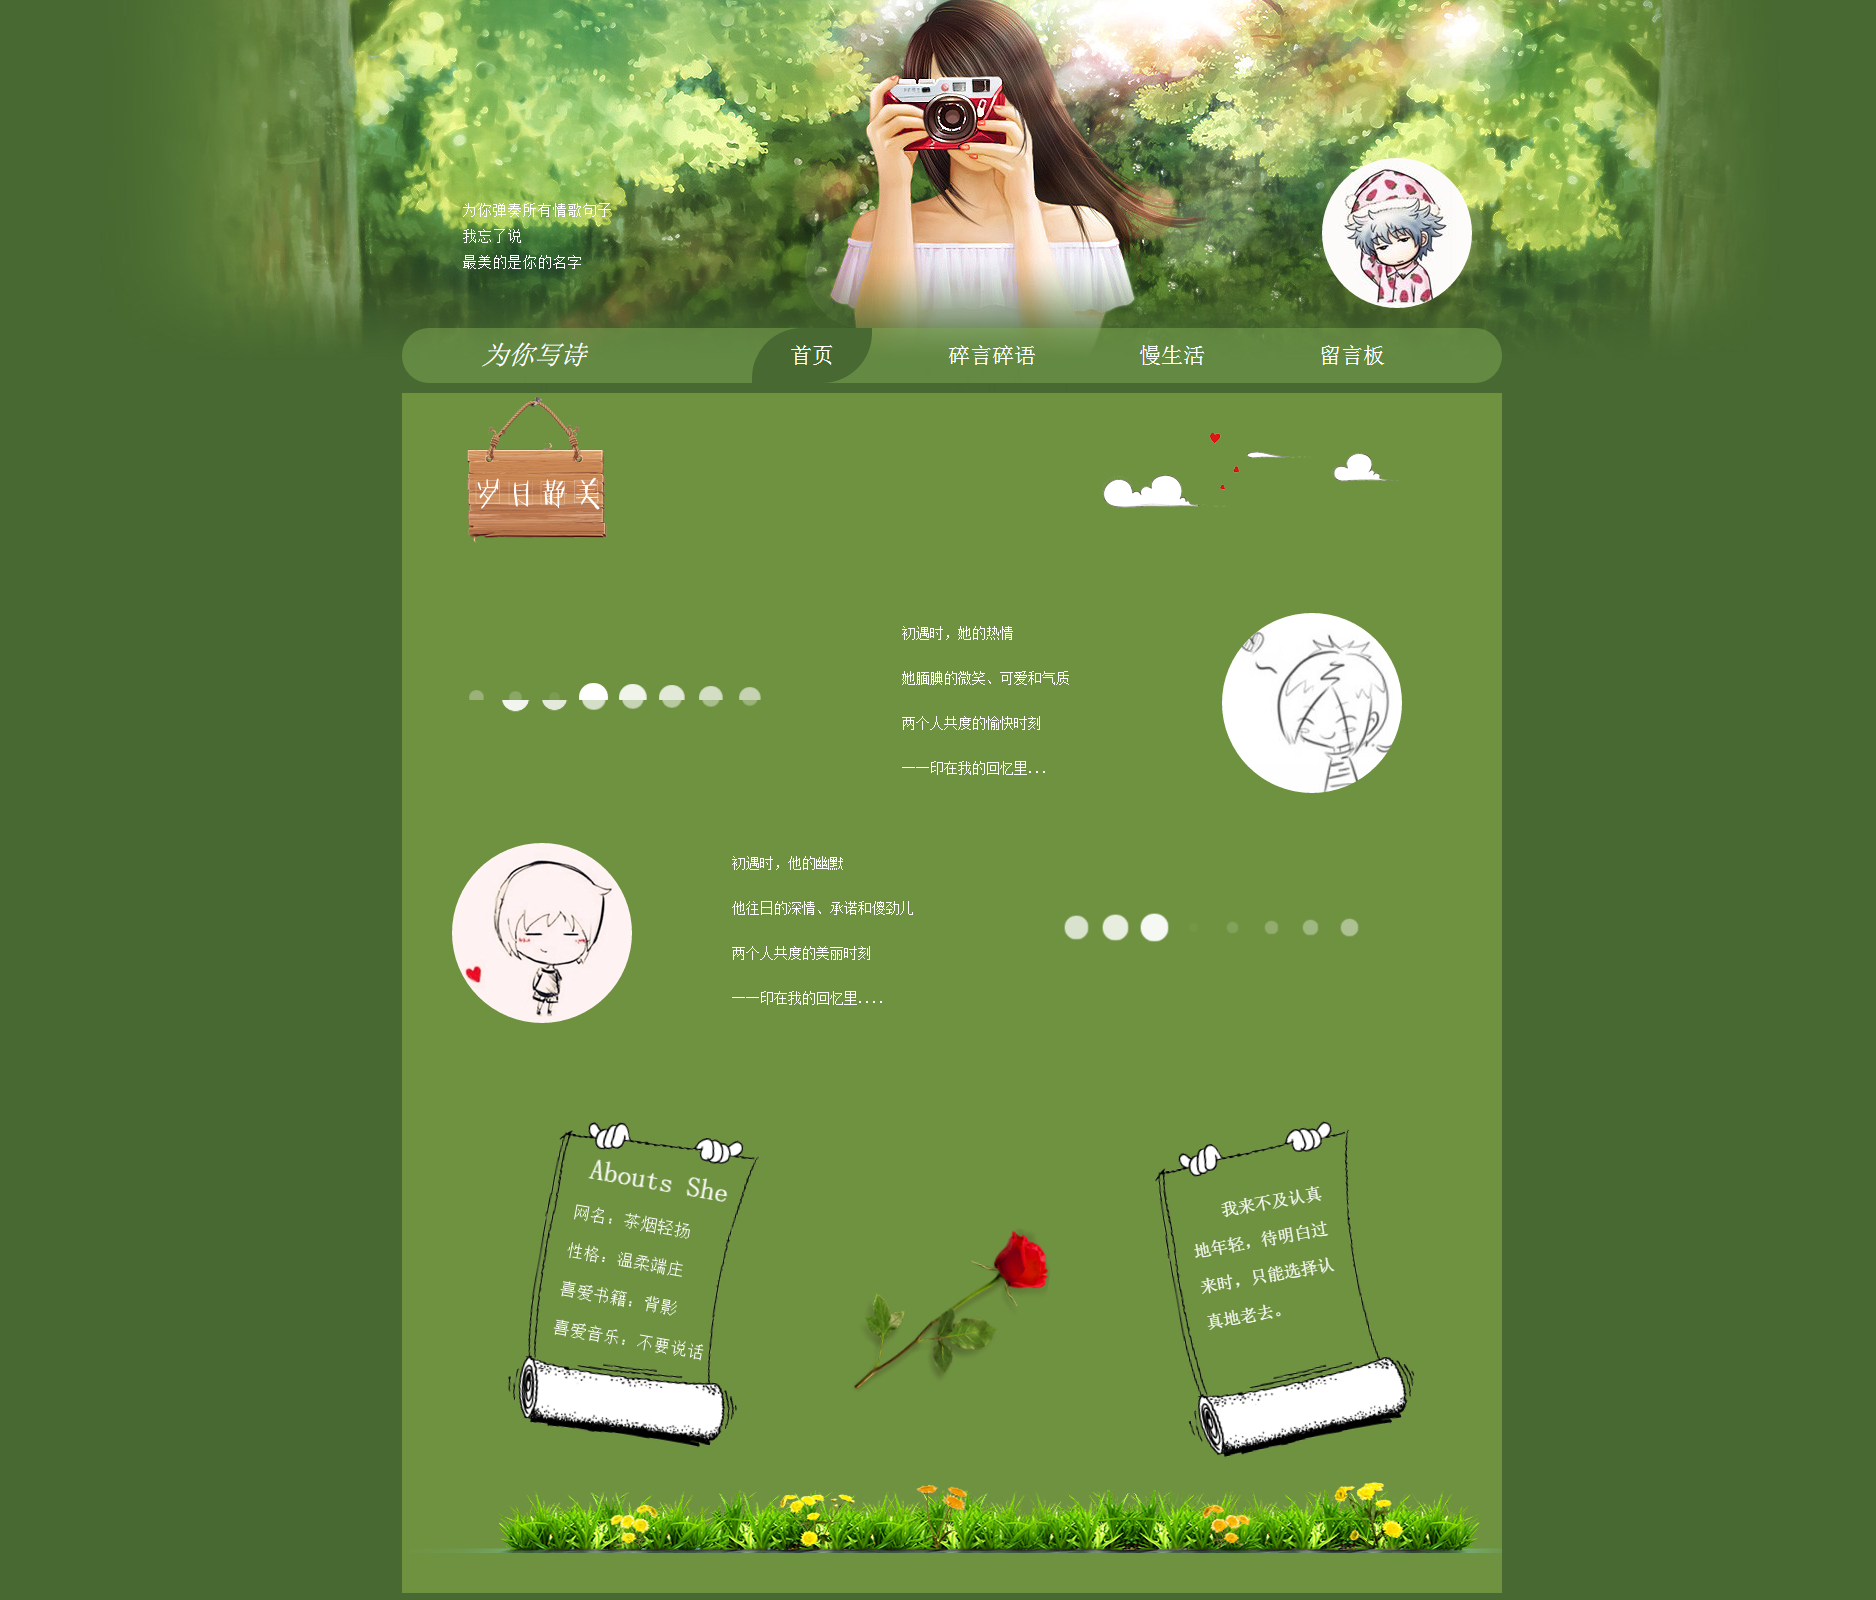 为你弹奏所有情歌句子
我忘了说
最美的是你的名字
为你写诗
首页
碎言碎语
慢生活
留言板
岁日静美
初遇时，她的热情
她腼腆的微笑、可爱和气质
两个人共度的愉快时刻
一一印在我的回忆里...
初遇时，他的幽默
他往日的深情、承诺和傻劲儿
两个人共度的美丽时刻
一一印在我的回忆里....
Abouts She
网名：茶烟轻扬
性格：温柔端庄
喜爱书籍：背影
喜爱音乐：不要说话
我来不及认真
地年轻，待明白过
来时，只能选择认
真地老去。